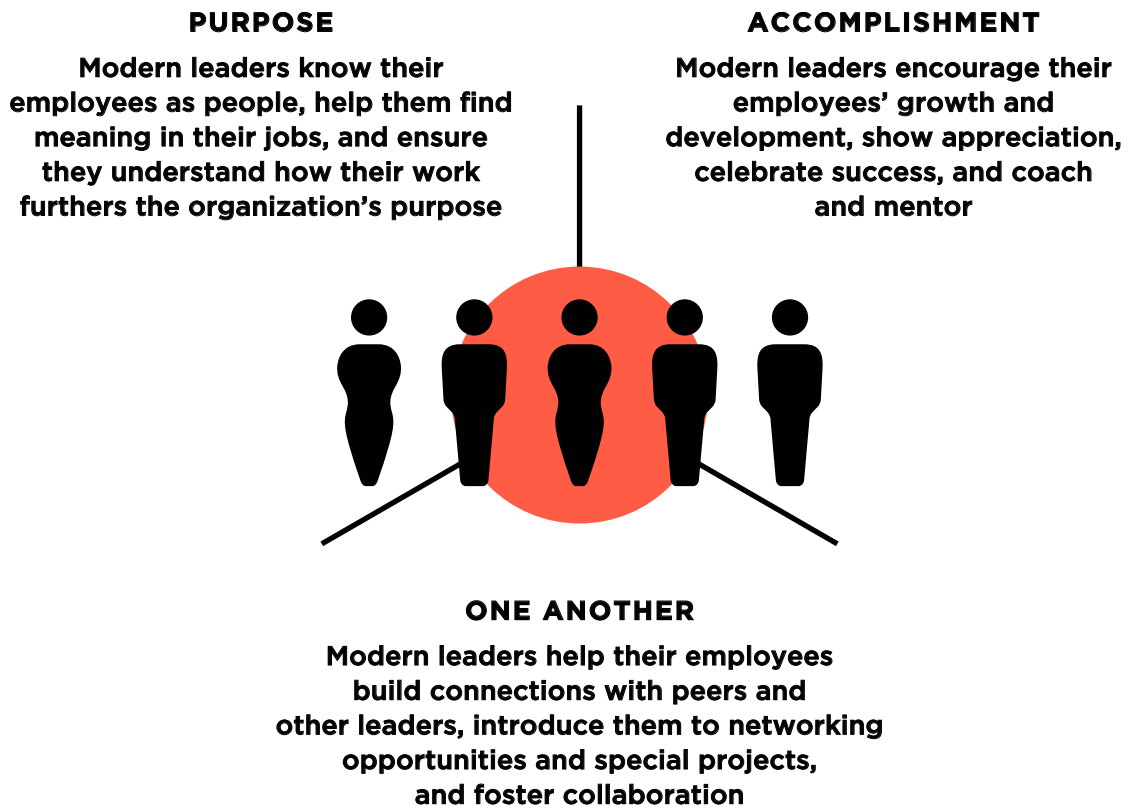 PURPOSE
Modern leaders know their
employees as people, help them find
meaning in their jobs, and ensure
they understand how their work
furthers the organization’s purpose
ACCOMPLISHMENT
Modern leaders encourage their
employees’ growth and
development, show appreciation,
celebrate success, and coach
and mentor
ONE ANOTHER
Modern leaders help their employees
build connections with peers and
other leaders, introduce them to networking
opportunities and special projects,
and foster collaboration